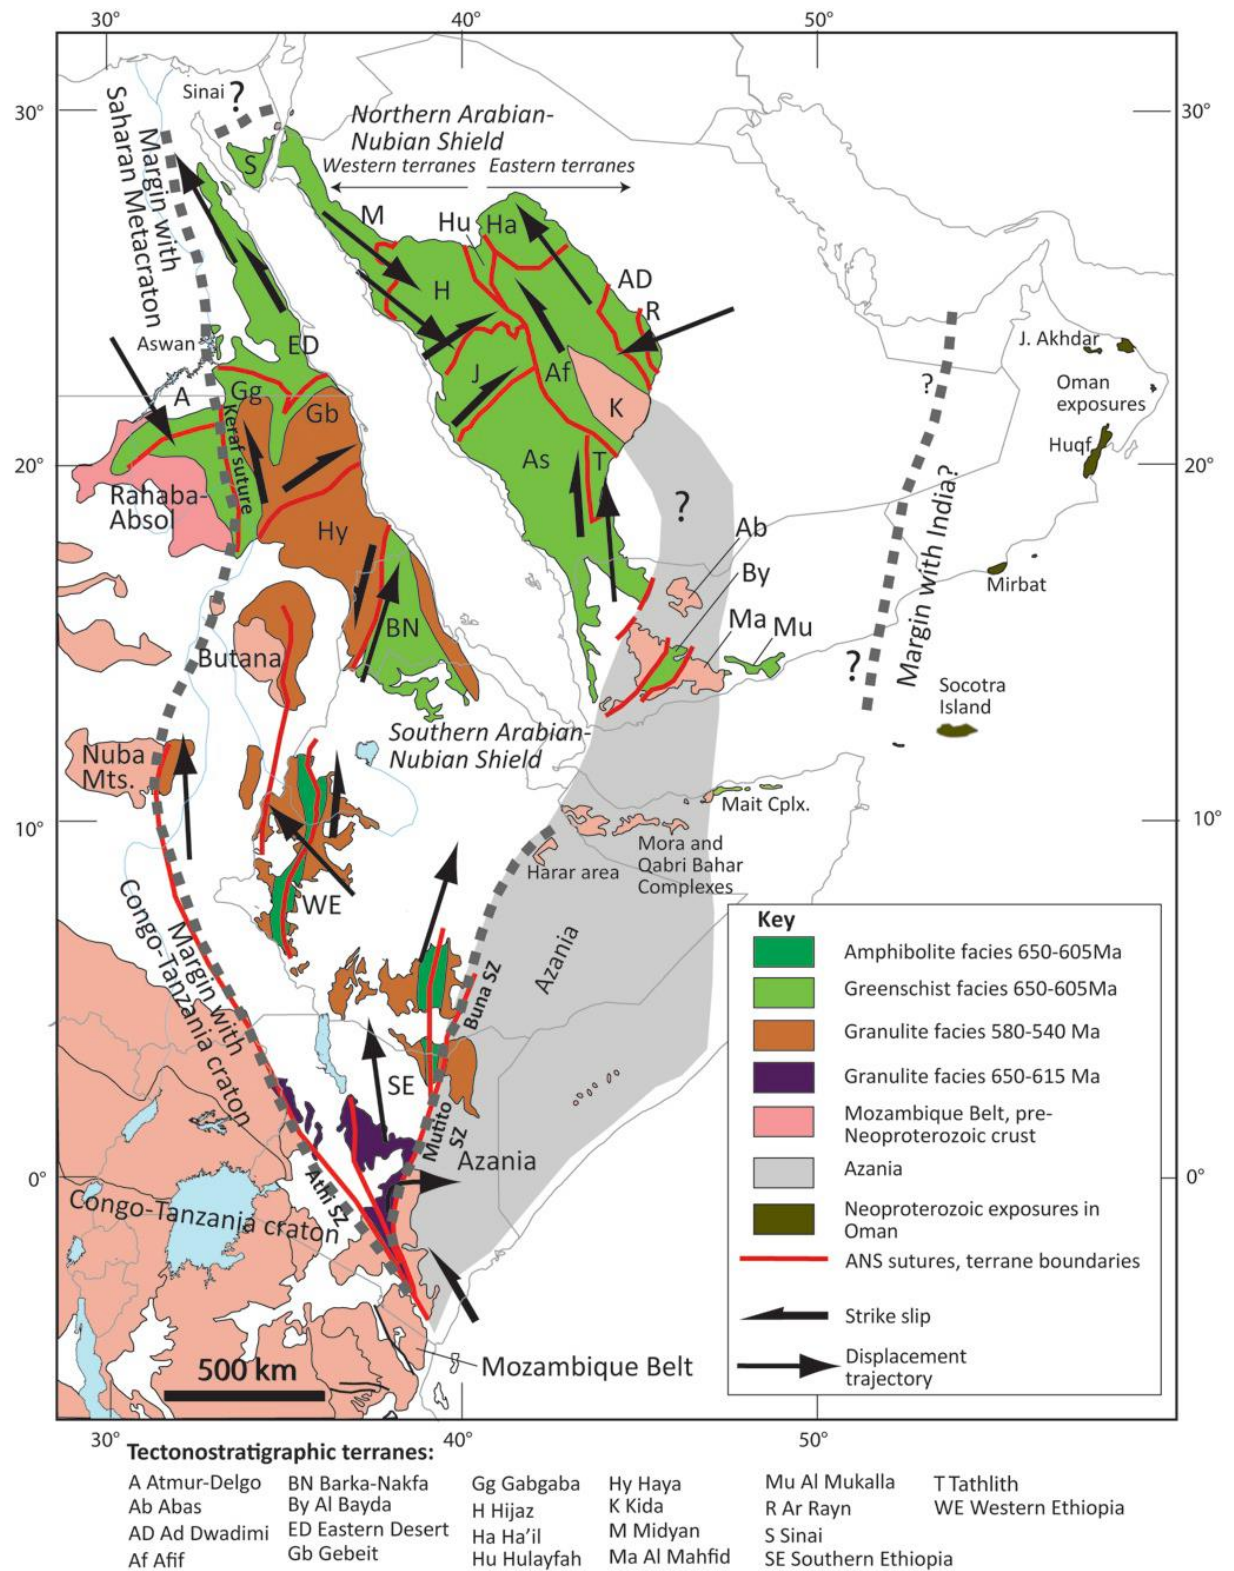 30°
40°
50°
30°
30°
20°
20°
10°
10°
0°
0°
30°
40°
50°
Sinai
?
Northern Arabian-
Nubian Shield
Western terranes
Eastern terranes
Margin with
Saharan Metacraton
S
M
Hu
Ha
AD
R
H
ED
Aswan
J
Af
K
A
Gg
Gb
Keraf suture
As
T
Rahaba-
Absol
Hy
?
Ab
By
Ma
Mu
BN
Butana
?
?
Margin with India?
J. Akhdar
Oman
exposures
Huqf
Mirbat
Socotra
Island
Southern Arabian-
Nubian Shield
Nuba
Mts.
WE
Mait Cplx.
Mora and
Qabri Bahar
Complexes
Harar area
Azania
Buna SZ
Margin with
Congo-Tanzania craton
SE
Mutito
SZ
Azania
Athi SZ
Congo-Tanzania craton
Mozambique Belt
500 km
Key
Amphibolite facies 650-605Ma
Greenschist facies 650-605Ma
Granulite facies 580-540 Ma
Granulite facies 650-615 Ma
Mozambique Belt, pre-
Neoproterozoic crust
Azania
Neoproterozoic exposures in
Oman
ANS sutures, terrane boundaries
Strike slip
Displacement
trajectory
Tectonostratigraphic terranes:
A Atmur-Delgo
Ab Abas
AD Ad Dwadimi
Af Afif
BN Barka-Nakfa
By Al Bayda
ED Eastern Desert
Gb Gebeit
Gg Gabgaba
H Hijaz
Ha Ha'il
Hu Hulayfah
Hy Haya
K Kida
M Midyan
Ma Al Mahfid
Mu Al Mukalla
R Ar Rayn
S Sinai
SE Southern Ethiopia
T Tathlith
WE Western Ethiopia